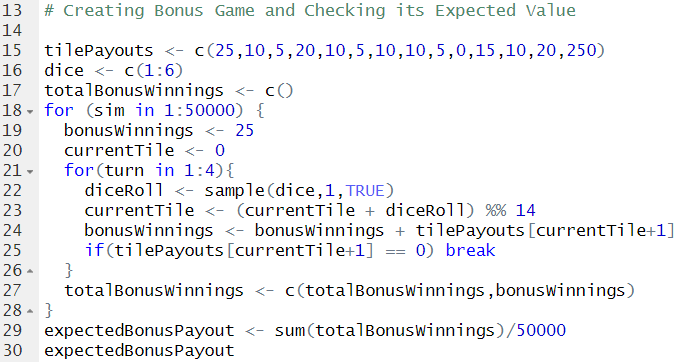 13 # Creating Bonus Game and Checking its Expected Value
14
15 tilePayouts <- c(25,10,5,20,10,5,10,10,5,0,15,10,20,250)
16 dice <- c(1:6)
17 totalBonusWinnings <- c()
18 for (sim in 1:50000) {
19   bonusWinnings <- 25
20   currentTile <- 0
21   for(turn in 1:4){
22     diceRoll <- sample(dice,1,TRUE)
23     currentTile <- (currentTile + diceRoll) %% 14
24     bonusWinnings <- bonusWinnings + tilePayouts[currentTile+1]
25     if(tilePayouts[currentTile+1] == 0) break
26   }
27   totalBonusWinnings <- c(totalBonusWinnings,bonusWinnings)
28 }
29 expectedBonusPayout <- sum(totalBonusWinnings)/50000
30 expectedBonusPayout